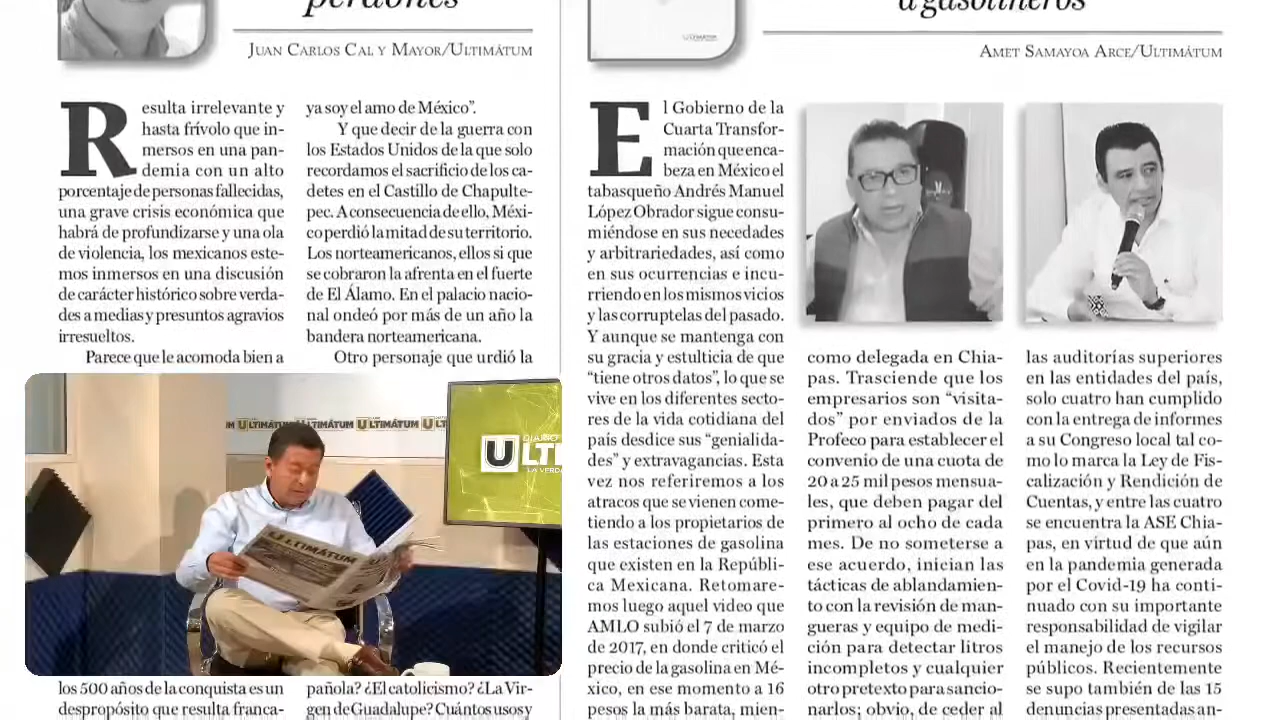 perdones
JUAN CARLOS CAL Y MAYOR/ULTIMÁTUM
Resulta irrelevante y
hasta frívolo que in-
mersos en una pan-
demia con un alto
porcentaje de personas fallecidas,
una grave crisis económica que
habrá de profundizarse y una ola
de violencia, los mexicanos este-
mos inmersos en una discusión
de carácter histórico sobre verda-
des a medias y presuntos agravios
irresueltos.
Parece que le acomoda bien a
los 500 años de la conquista es un
despropósito que resulta franca-
ya soy el amo de México”.
Y que decir de la guerra con
los Estados Unidos de la que solo
recordamos el sacrificio de los ca-
detes en el Castillo de Chapulte-
pec. A consecuencia de ello, Méxi-
co perdió la mitad de su territorio.
Los norteamericanos, ellos si que
se cobraron la afrenta en el fuerte
de El Álamo. En el palacio nacio-
nal ondeó por más de un año la
bandera norteamericana.
Otro personaje que urdió la
pañola? ¿El catolicismo? ¿La Vir-
gen de Guadalupe? Cuántos usos y
ULTIMÁTUM
ULTIMÁTUM
ULTIMÁTUM
DIARIO
ULTI
LA VERDA
ULTIMÁTUM
a gasolineros
AMET SAMAYOA ARCE/ULTIMÁTUM
El Gobierno de la
Cuarta Transfor-
mación que enca-
beza en México el
tabasqueño Andrés Manuel
López Obrador sigue consu-
miéndose en sus necedades
y arbitrariedades, así como
en sus ocurrencias e incu-
rriendo en los mismos vicios
y las corruptelas del pasado.
Y aunque se mantenga con
su gracia y estulticia de que
“tiene otros datos”, lo que se
vive en los diferentes secto-
res de la vida cotidiana del
país desdice sus “genialida-
des” y extravagancias. Esta
vez nos referiremos a los
atracos que se vienen come-
tiendo a los propietarios de
las estaciones de gasolina
que existen en la Repúbli-
ca Mexicana. Retomare-
mos luego aquel video que
AMLO subió el 7 de marzo
de 2017, en donde criticó el
precio de la gasolina en Mé-
xico, en ese momento a 16
pesos la más barata, mien-
como delegada en Chia-
pas. Trasciende que los
empresarios son “visita-
dos” por enviados de la
Profeco para establecer el
convenio de una cuota de
20 a 25 mil pesos mensua-
les, que deben pagar del
primero al ocho de cada
mes. De no someterse a
ese acuerdo, inician las
tácticas de ablandamien-
to con la revisión de man-
gueras y equipo de medi-
ción para detectar litros
incompletos y cualquier
otro pretexto para sancio-
narlos; obvio, de ceder al
las auditorías superiores
en las entidades del país,
solo cuatro han cumplido
con la entrega de informes
a su Congreso local tal co-
mo lo marca la Ley de Fis-
calización y Rendición de
Cuentas, y entre las cuatro
se encuentra la ASE Chia-
pas, en virtud de que aún
en la pandemia generada
por el Covid-19 ha conti-
nuado con su importante
responsabilidad de vigilar
el manejo de los recursos
públicos. Recientemente
se supo también de las 15
denuncias presentadas an-